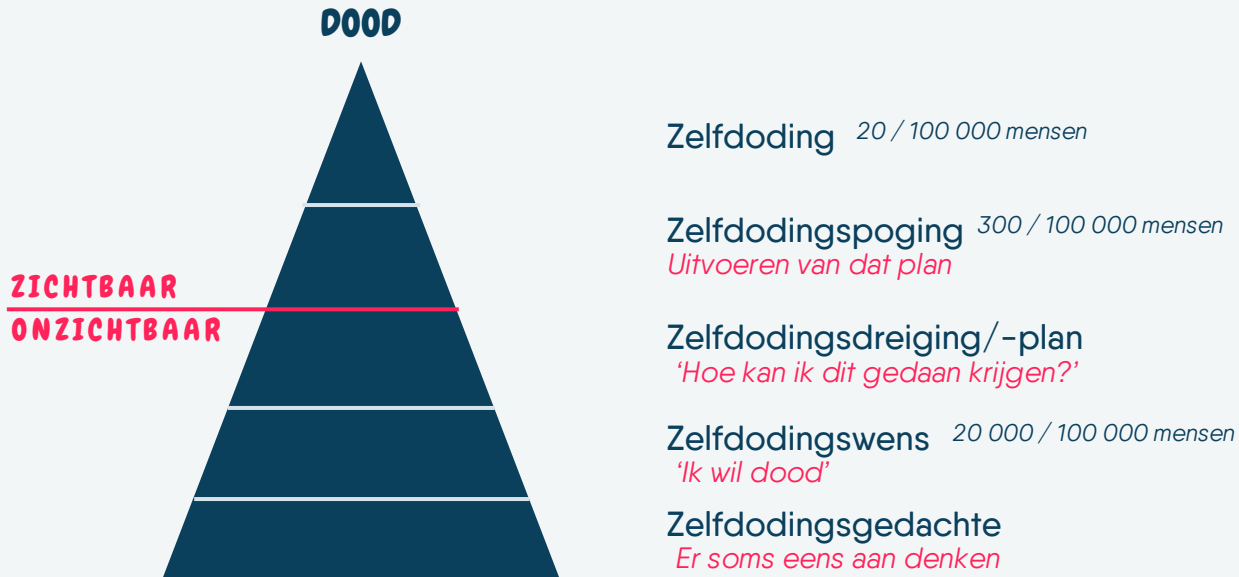 DOOD
Zelfdoding 20 / 100 000 mensen
Zelfdodingspoging 300 / 100 000 mensen
Uitvoeren van dat plan
ZICHTBAAR
ONZICHTBAAR
Zelfdodingsdreiging/-plan
‘Hoe kan ik dit gedaan krijgen?’
Zelfdodingswens 20 000 / 100 000 mensen
‘Ik wil dood’
Zelfdodingsgedachte
Er soms eens aan denken